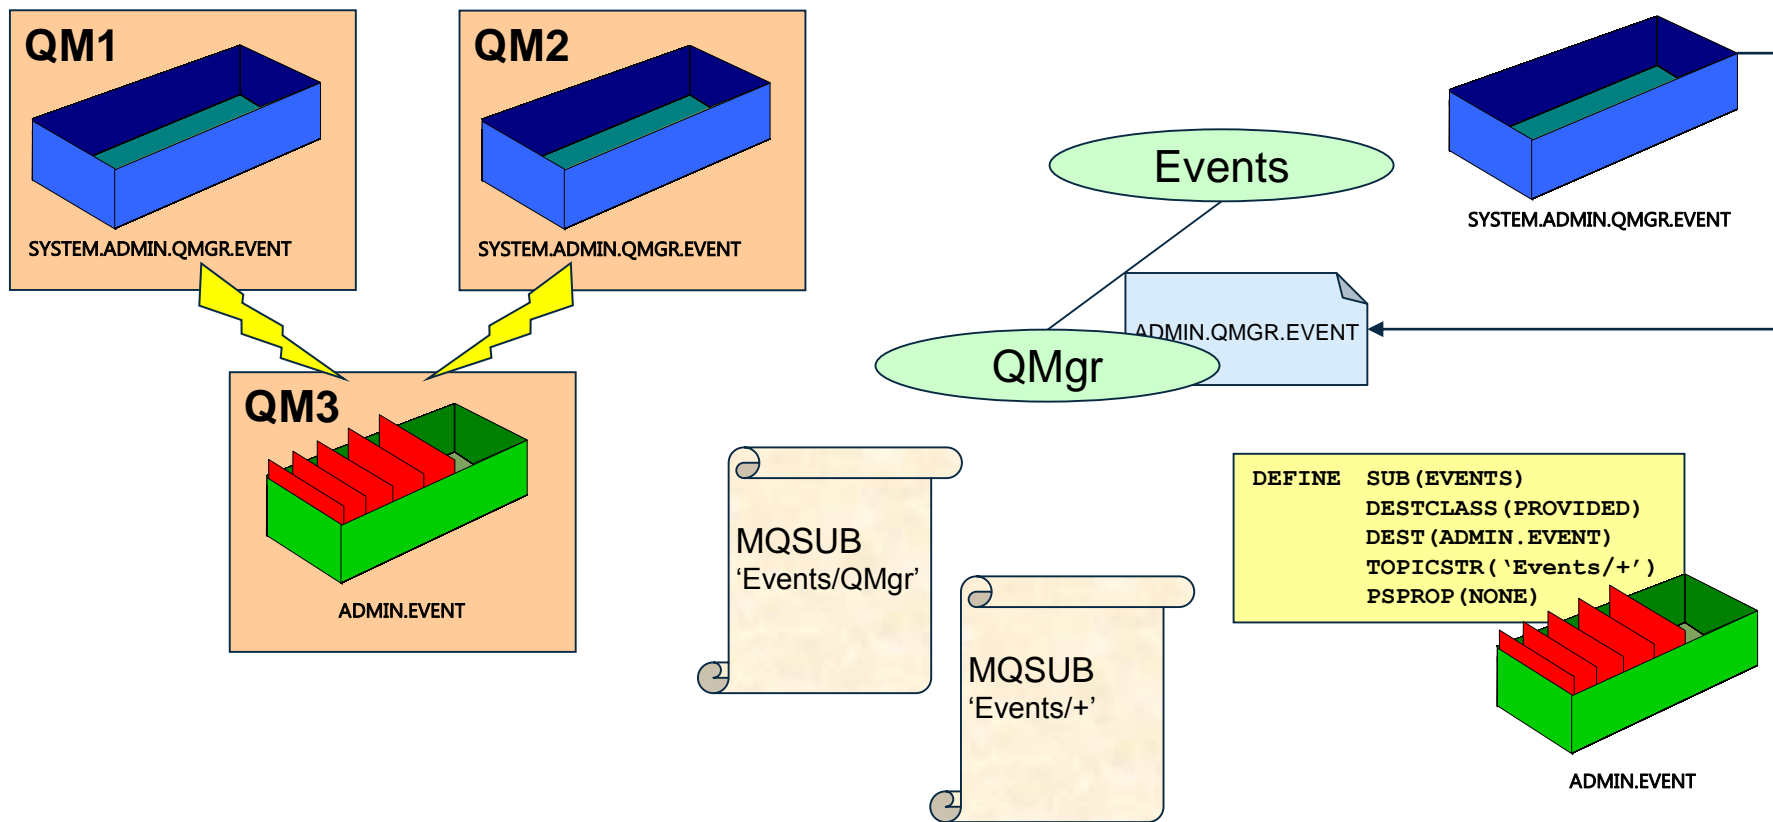 QM1
SYSTEM.ADMIN.QMGR.EVENT
QM2
SYSTEM.ADMIN.QMGR.EVENT
QM3
ADMIN.EVENT
Events
SYSTEM.ADMIN.QMGR.EVENT
ADMIN.QMGR.EVENT
QMgr
MQSUB
‘Events/QMgr’
MQSUB
‘Events/+’
DEFINE SUB(EVENTS)
DESTCLASS(PROVIDED)
DEST(ADMIN.EVENT)
TOPICSTR(‘Events/+’)
PSPROP(NONE)
ADMIN.EVENT